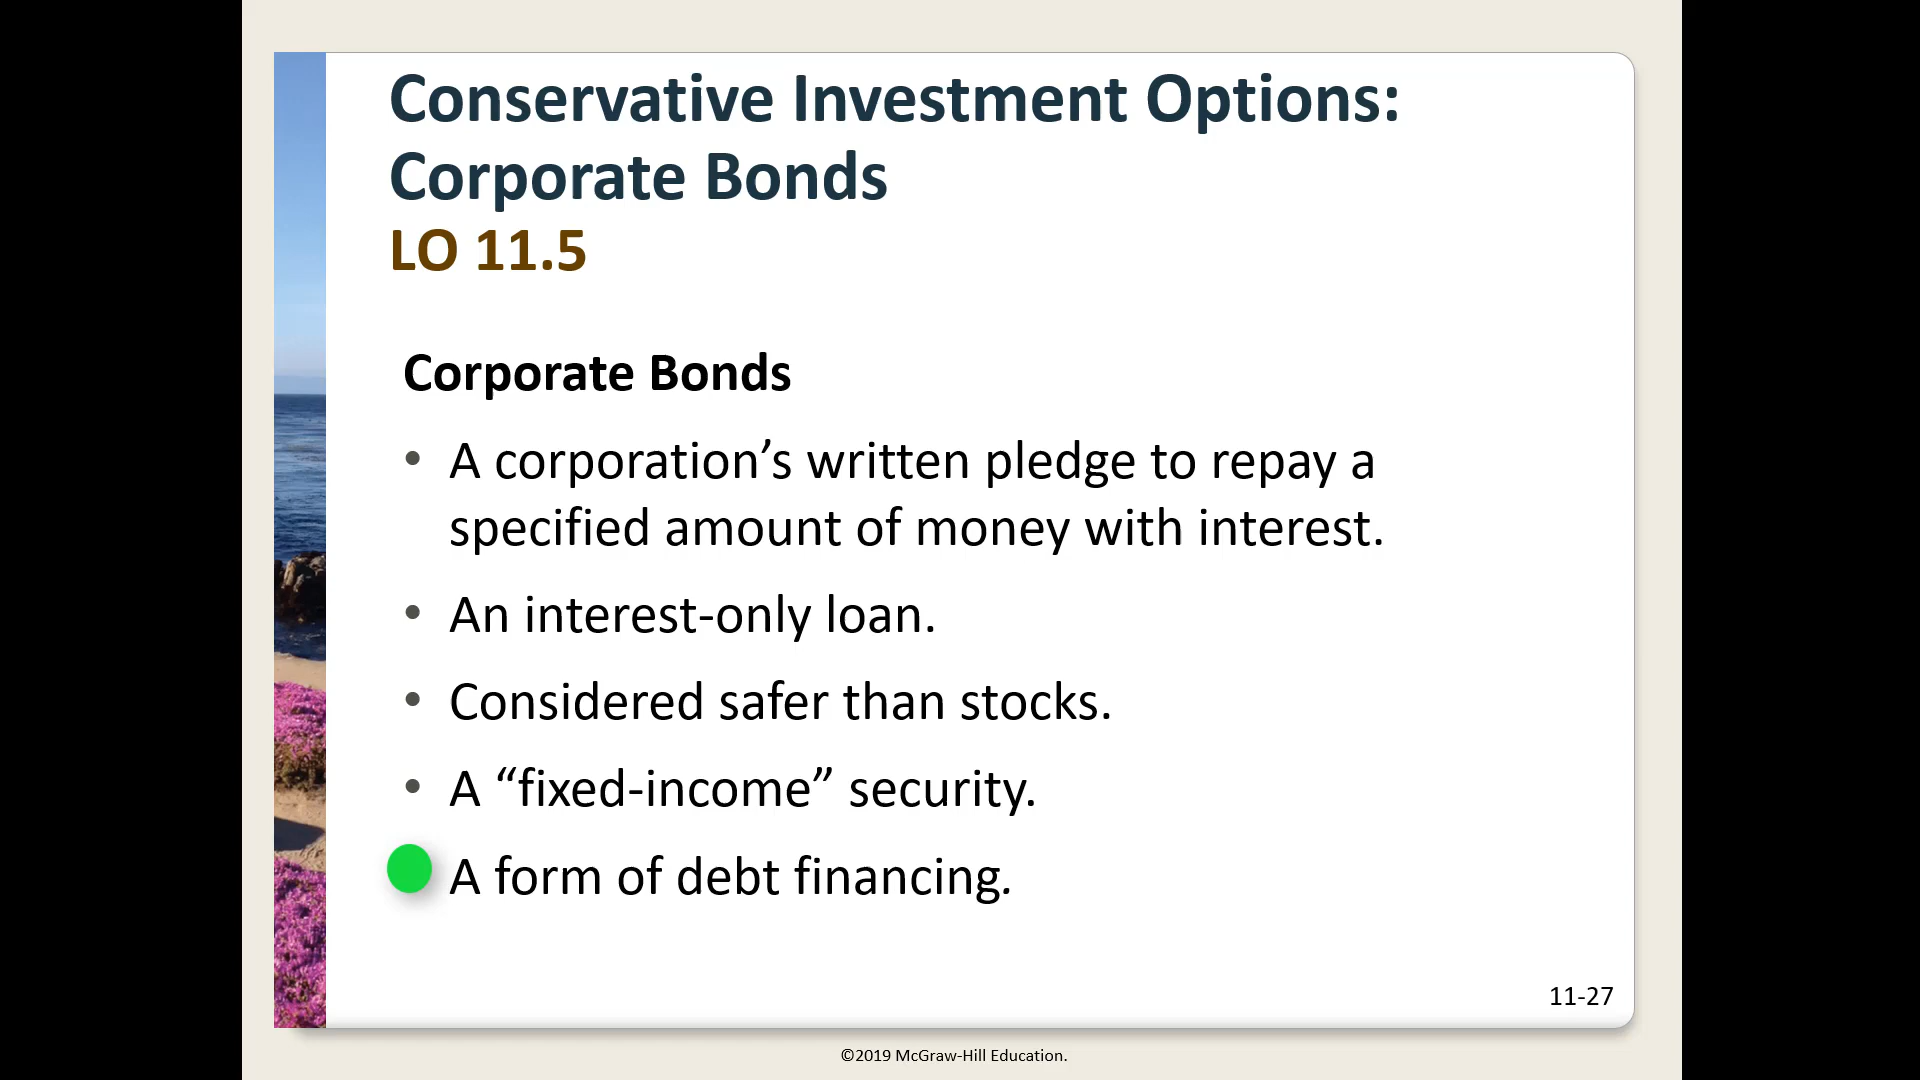 Conservative Investment Options:
Corporate Bonds
LO 11.5
Corporate Bonds
• A corporation’s written pledge to repay a
specified amount of money with interest.
• An interest-only loan.
• Considered safer than stocks.
• A “fixed-income” security.
A form of debt financing.
11-27
©2019 McGraw-Hill Education.